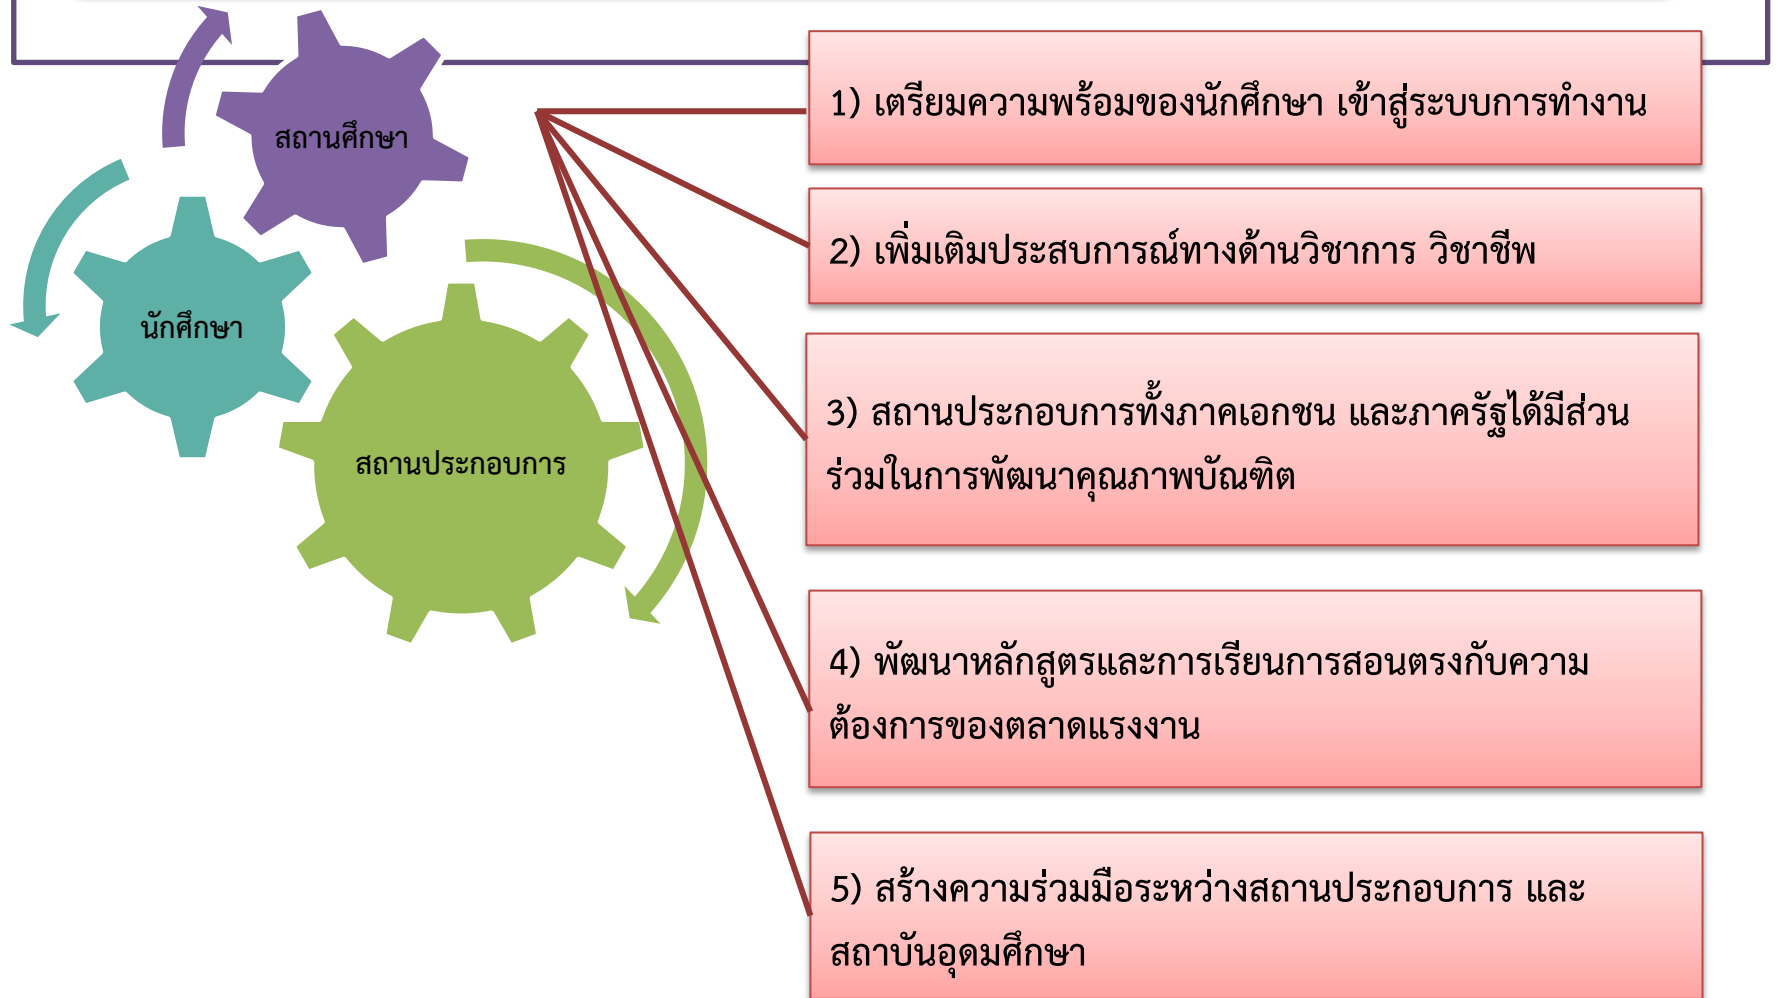 สถานศึกษา
นักศึกษา
สถานประกอบการ
1) เตรียมความพร้อมของนักศึกษา เข้าสู่ระบบการทำงาน
2) เพิ่มเติมประสบการณ์ทางด้านวิชาการ วิชาชีพ
3) สถานประกอบการทั้งภาคเอกชน และภาครัฐได้มีส่วน
ร่วมในการพัฒนาคุณภาพบัณฑิต
4) พัฒนาหลักสูตรและการเรียนการสอนตรงกับความ
ต้องการของตลาดแรงงาน
5) สร้างความร่วมมือระหว่างสถานประกอบการ และ
สถาบันอุดมศึกษา